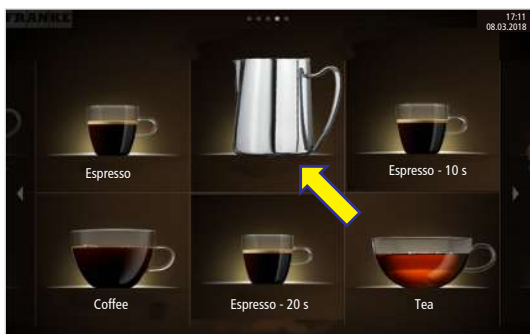 FRANKE
17:11
08.03.2018
Espresso
Espresso - 10 s
Coffee
Espresso - 20 s
Tea